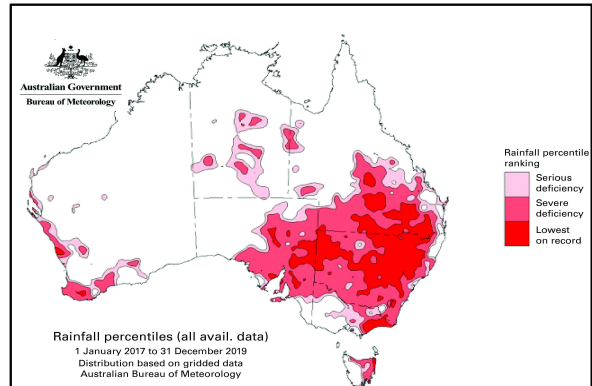 Australian Government
Bureau of Meteorology
Rainfall percentile
ranking
Serious
deficiency
Severe
deficiency
Lowest
on record
Rainfall percentiles (all avail. data)
1 January 2017 to 31 December 2019
Distribution based on gridded data
Australian Bureau of Meteorology